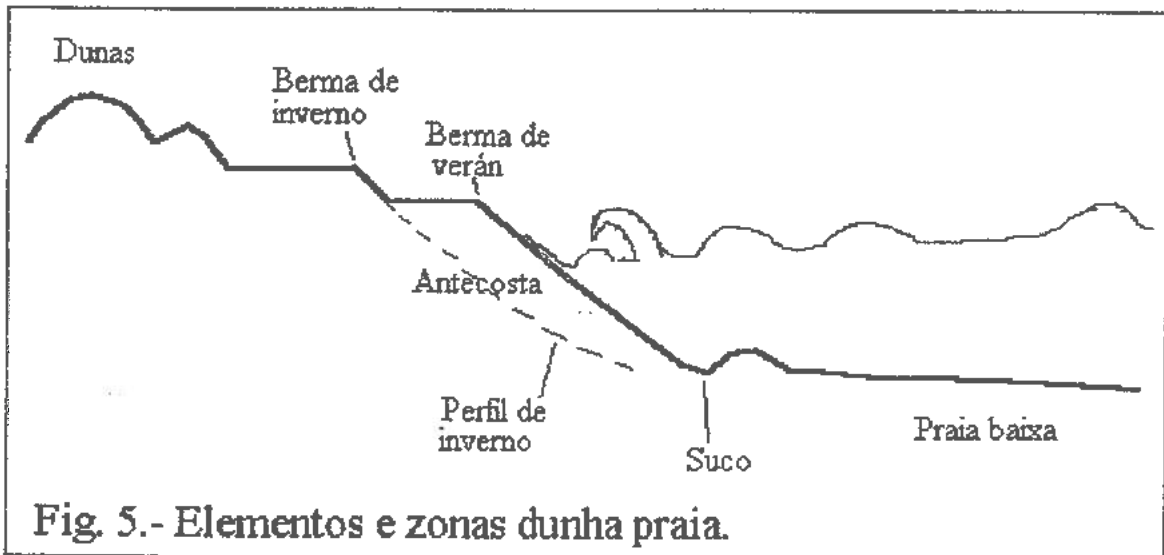 Dunas
Berma de
inverno
Berma de
verán
Antecosta
Perfil de
inverno
Suco
Praia baixa
Fig. 5.- Elementos e zonas dunha praia.